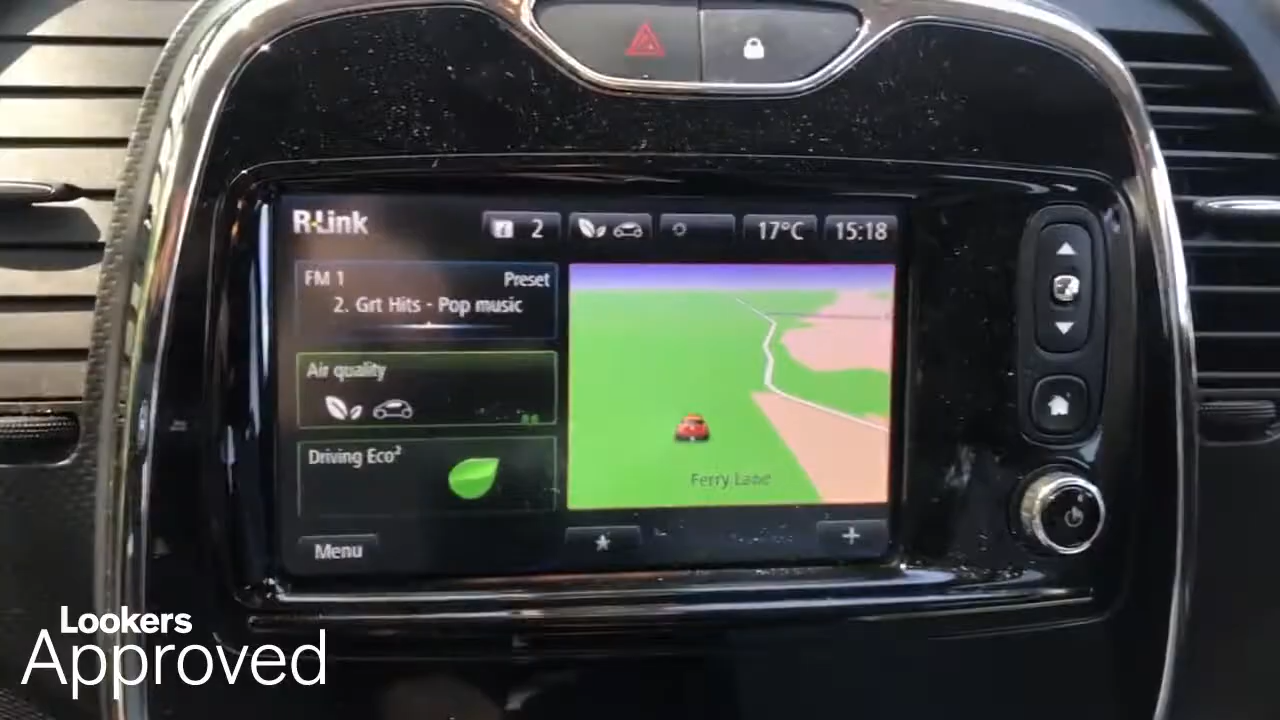 R-Link
2
17°C
15:18
FM 1
Preset
2. Grt Hits - Pop music
Air quality
Driving Eco²
Ferry Lane
Menu
+
Lookers
Approved